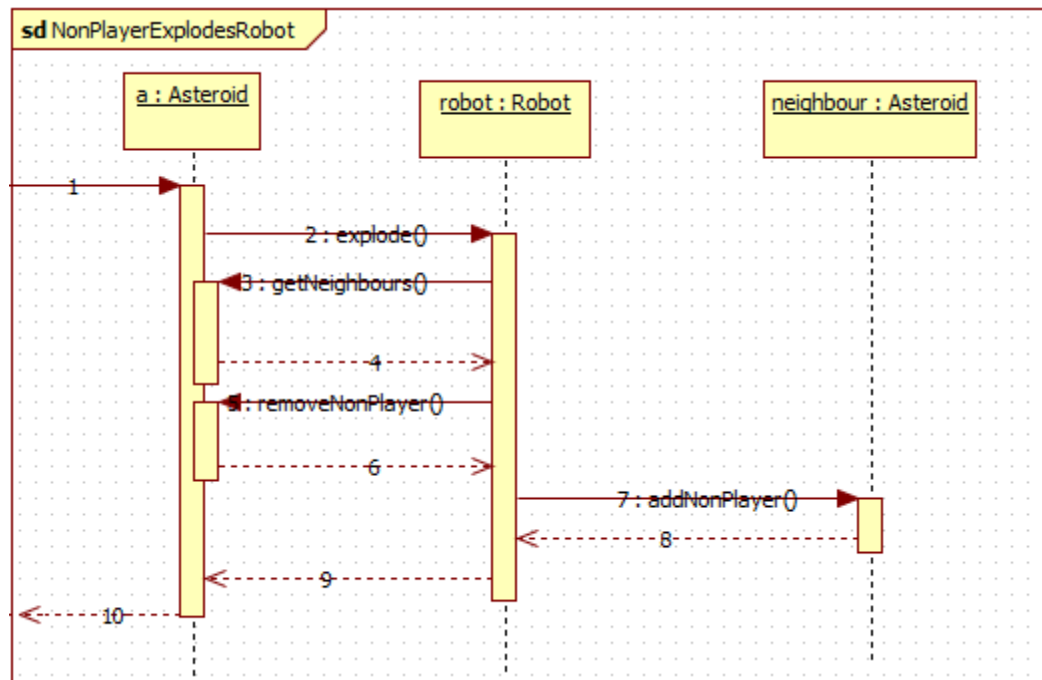 sd NonPlayerExplodesRobot
a : Asteroid
robot : Robot
neighbour : Asteroid
1
2 : explode()
3 : getNeighbours()
4
5 : removeNonPlayer()
6
7 : addNonPlayer()
8
9
10